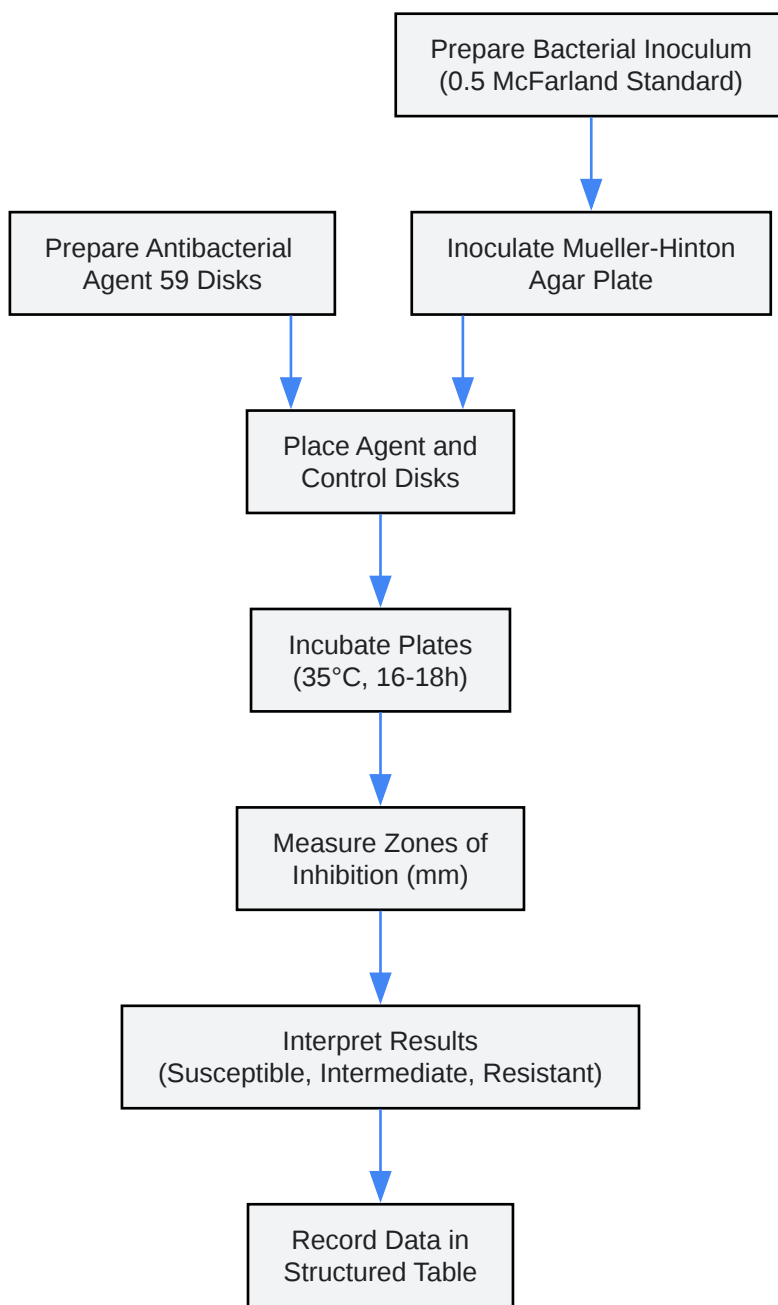 Prepare Bacterial Inoculum
(0.5 McFarland Standard)
Prepare Antibacterial
Agent 59 Disks
Inoculate Mueller-Hinton
Agar Plate
Place Agent and
Control Disks
Incubate Plates
(35°C, 16-18h)
Measure Zones of
Inhibition (mm)
Interpret Results
(Susceptible, Intermediate, Resistant)
Record Data in
Structured Table